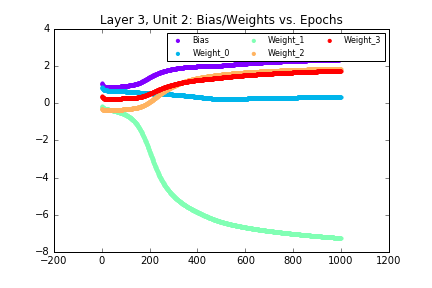 Layer 3, Unit 2: Bias/Weights vs. Epochs
Bias Weight_1 Weight_3
Weight_0 Weight_2
4
2
0
−2
−4
−6
−8
−200 0 200 400 600 800 1000 1200